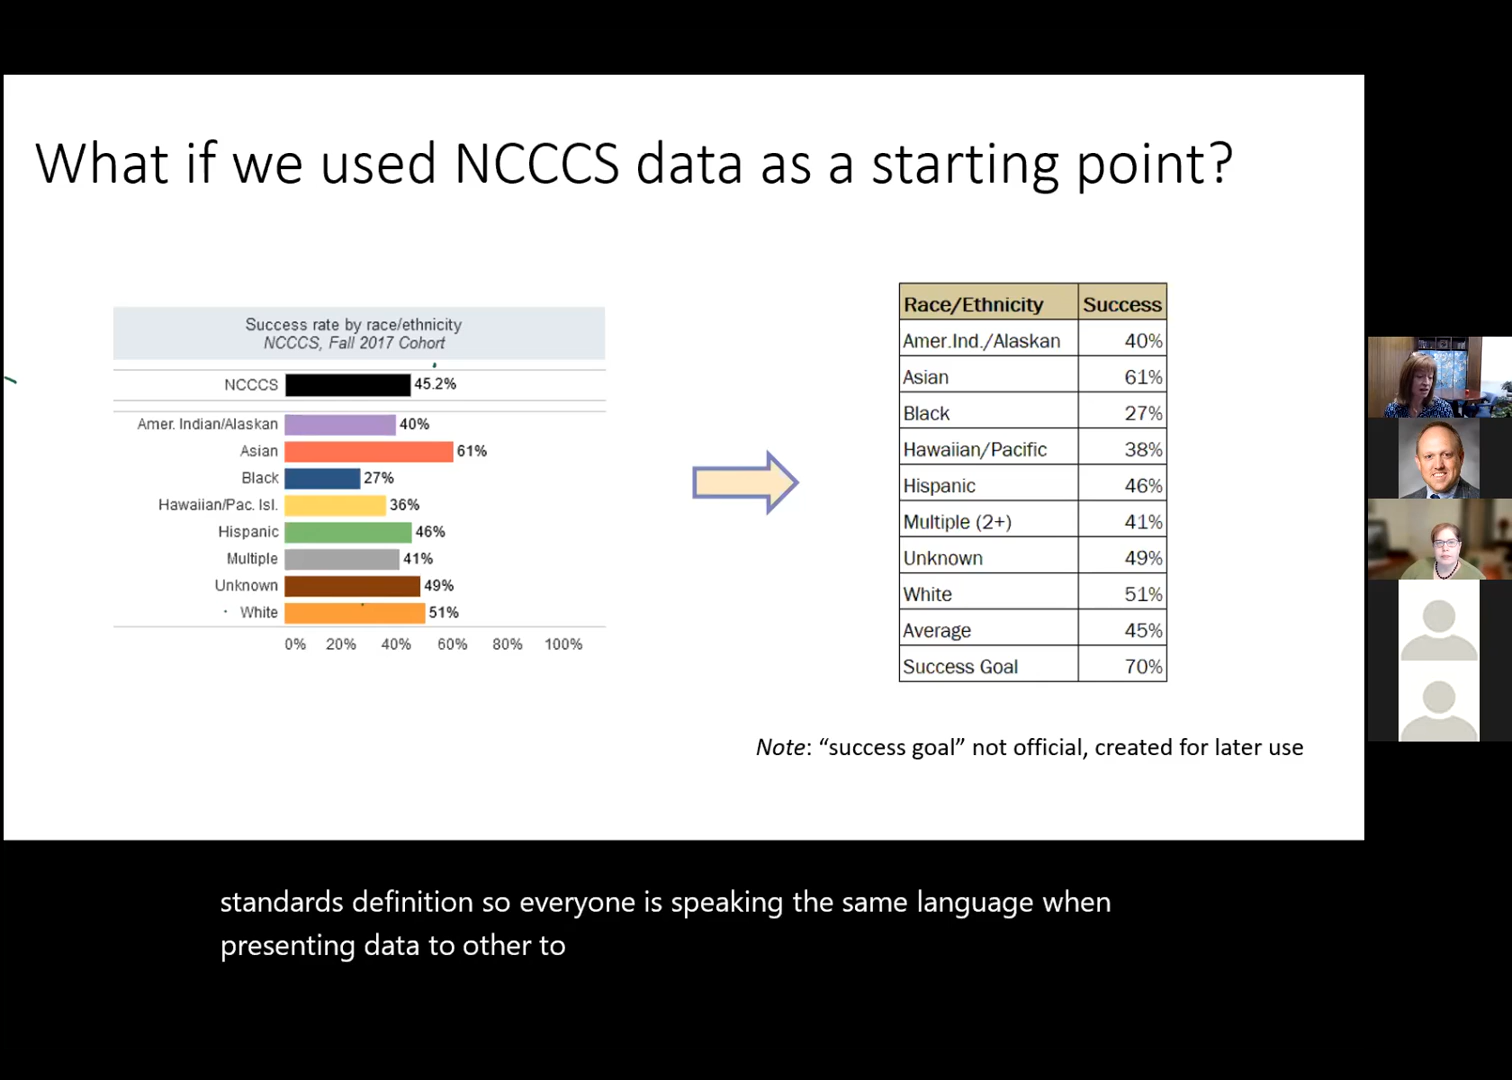 What if we used NCCCS data as a starting point?
Success rate by race/ethnicity
NCCCS, Fall 2017 Cohort
NCCCS 45.2%
Amer. Indian/Alaskan 40%
Asian 61%
Black 27%
Hawaiian/Pac. Isl. 36%
Hispanic 46%
Multiple 41%
Unknown 49%
White 51%
0% 20% 40% 60% 80% 100%
Race/Ethnicity Success
Amer.Ind./Alaskan 40%
Asian 61%
Black 27%
Hawaiian/Pacific 38%
Hispanic 46%
Multiple (2+) 41%
Unknown 49%
White 51%
Average 45%
Success Goal 70%
Note: “success goal” not official, created for later use
standards definition so everyone is speaking the same language when
presenting data to other to